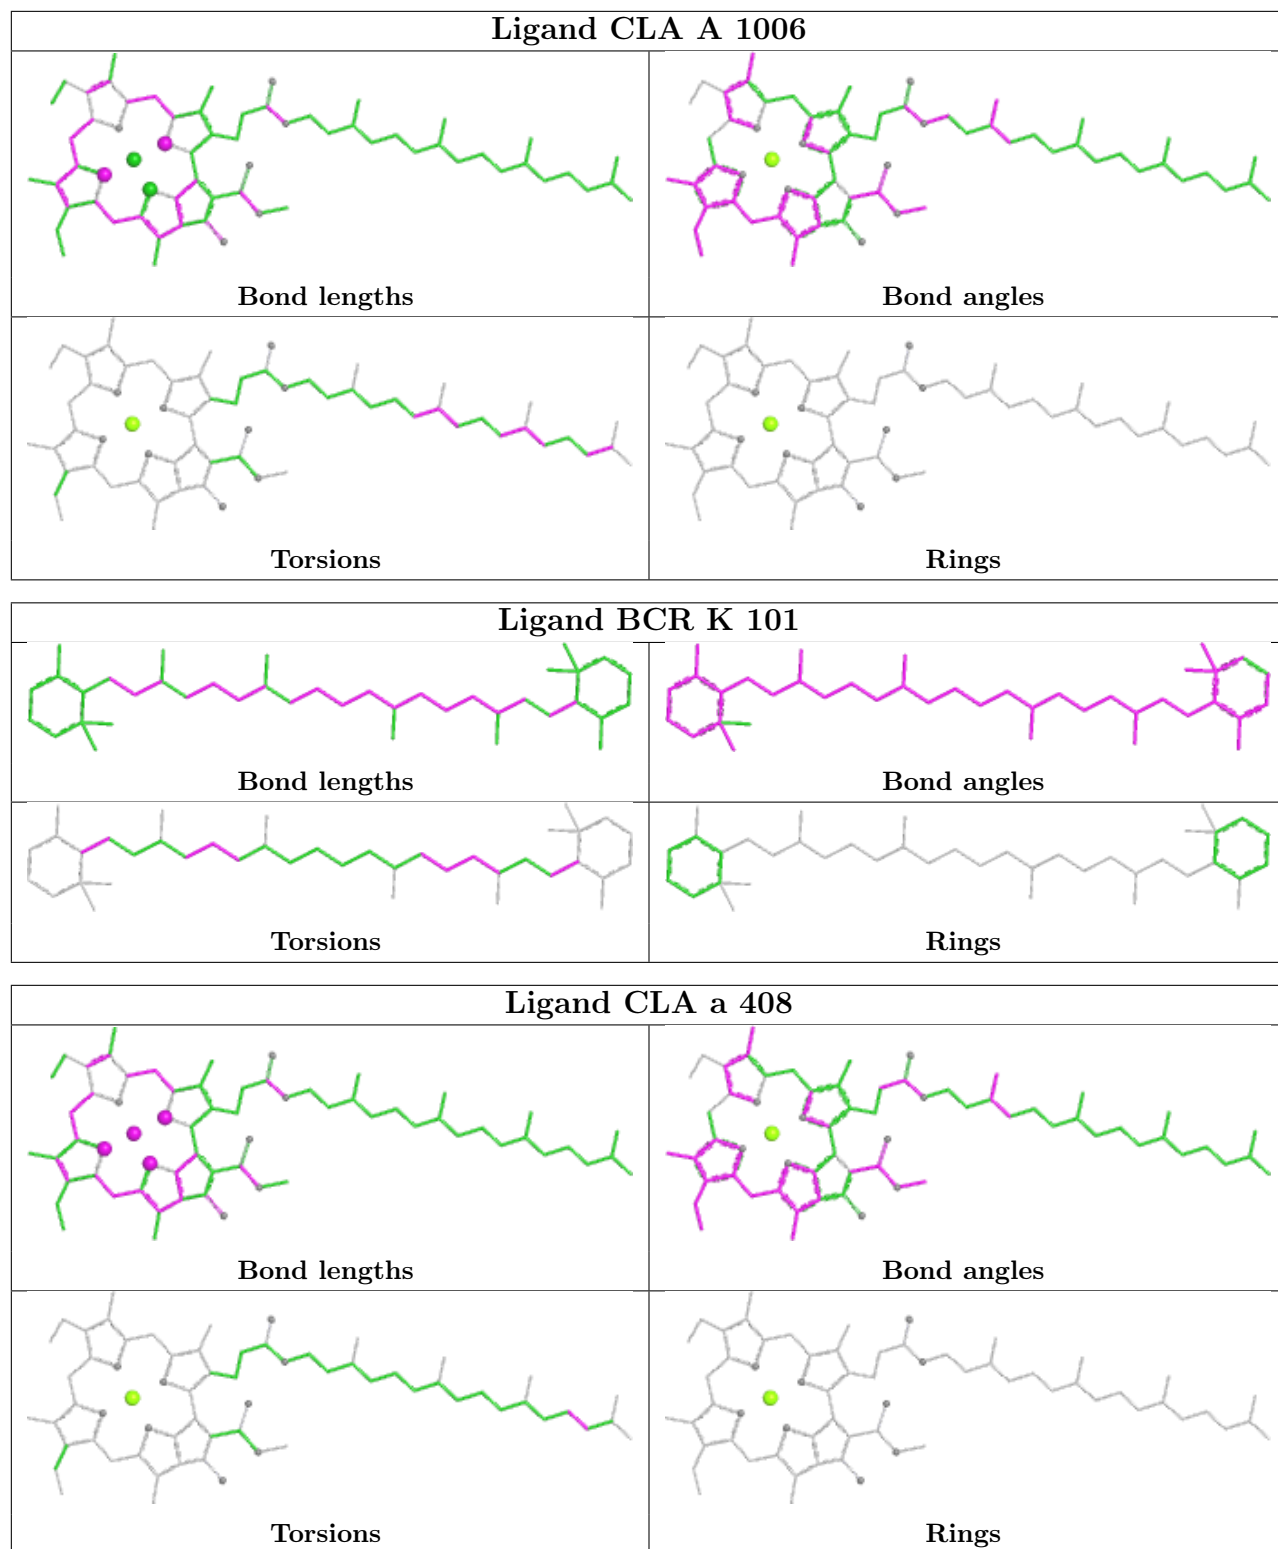 Ligand CLA A 1006
Bond lengths
Bond angles
Torsions
Rings
Ligand BCR K 101
Bond lengths
Bond angles
Torsions
Rings
Ligand CLA a 408
Bond lengths
Bond angles
Torsions
Rings